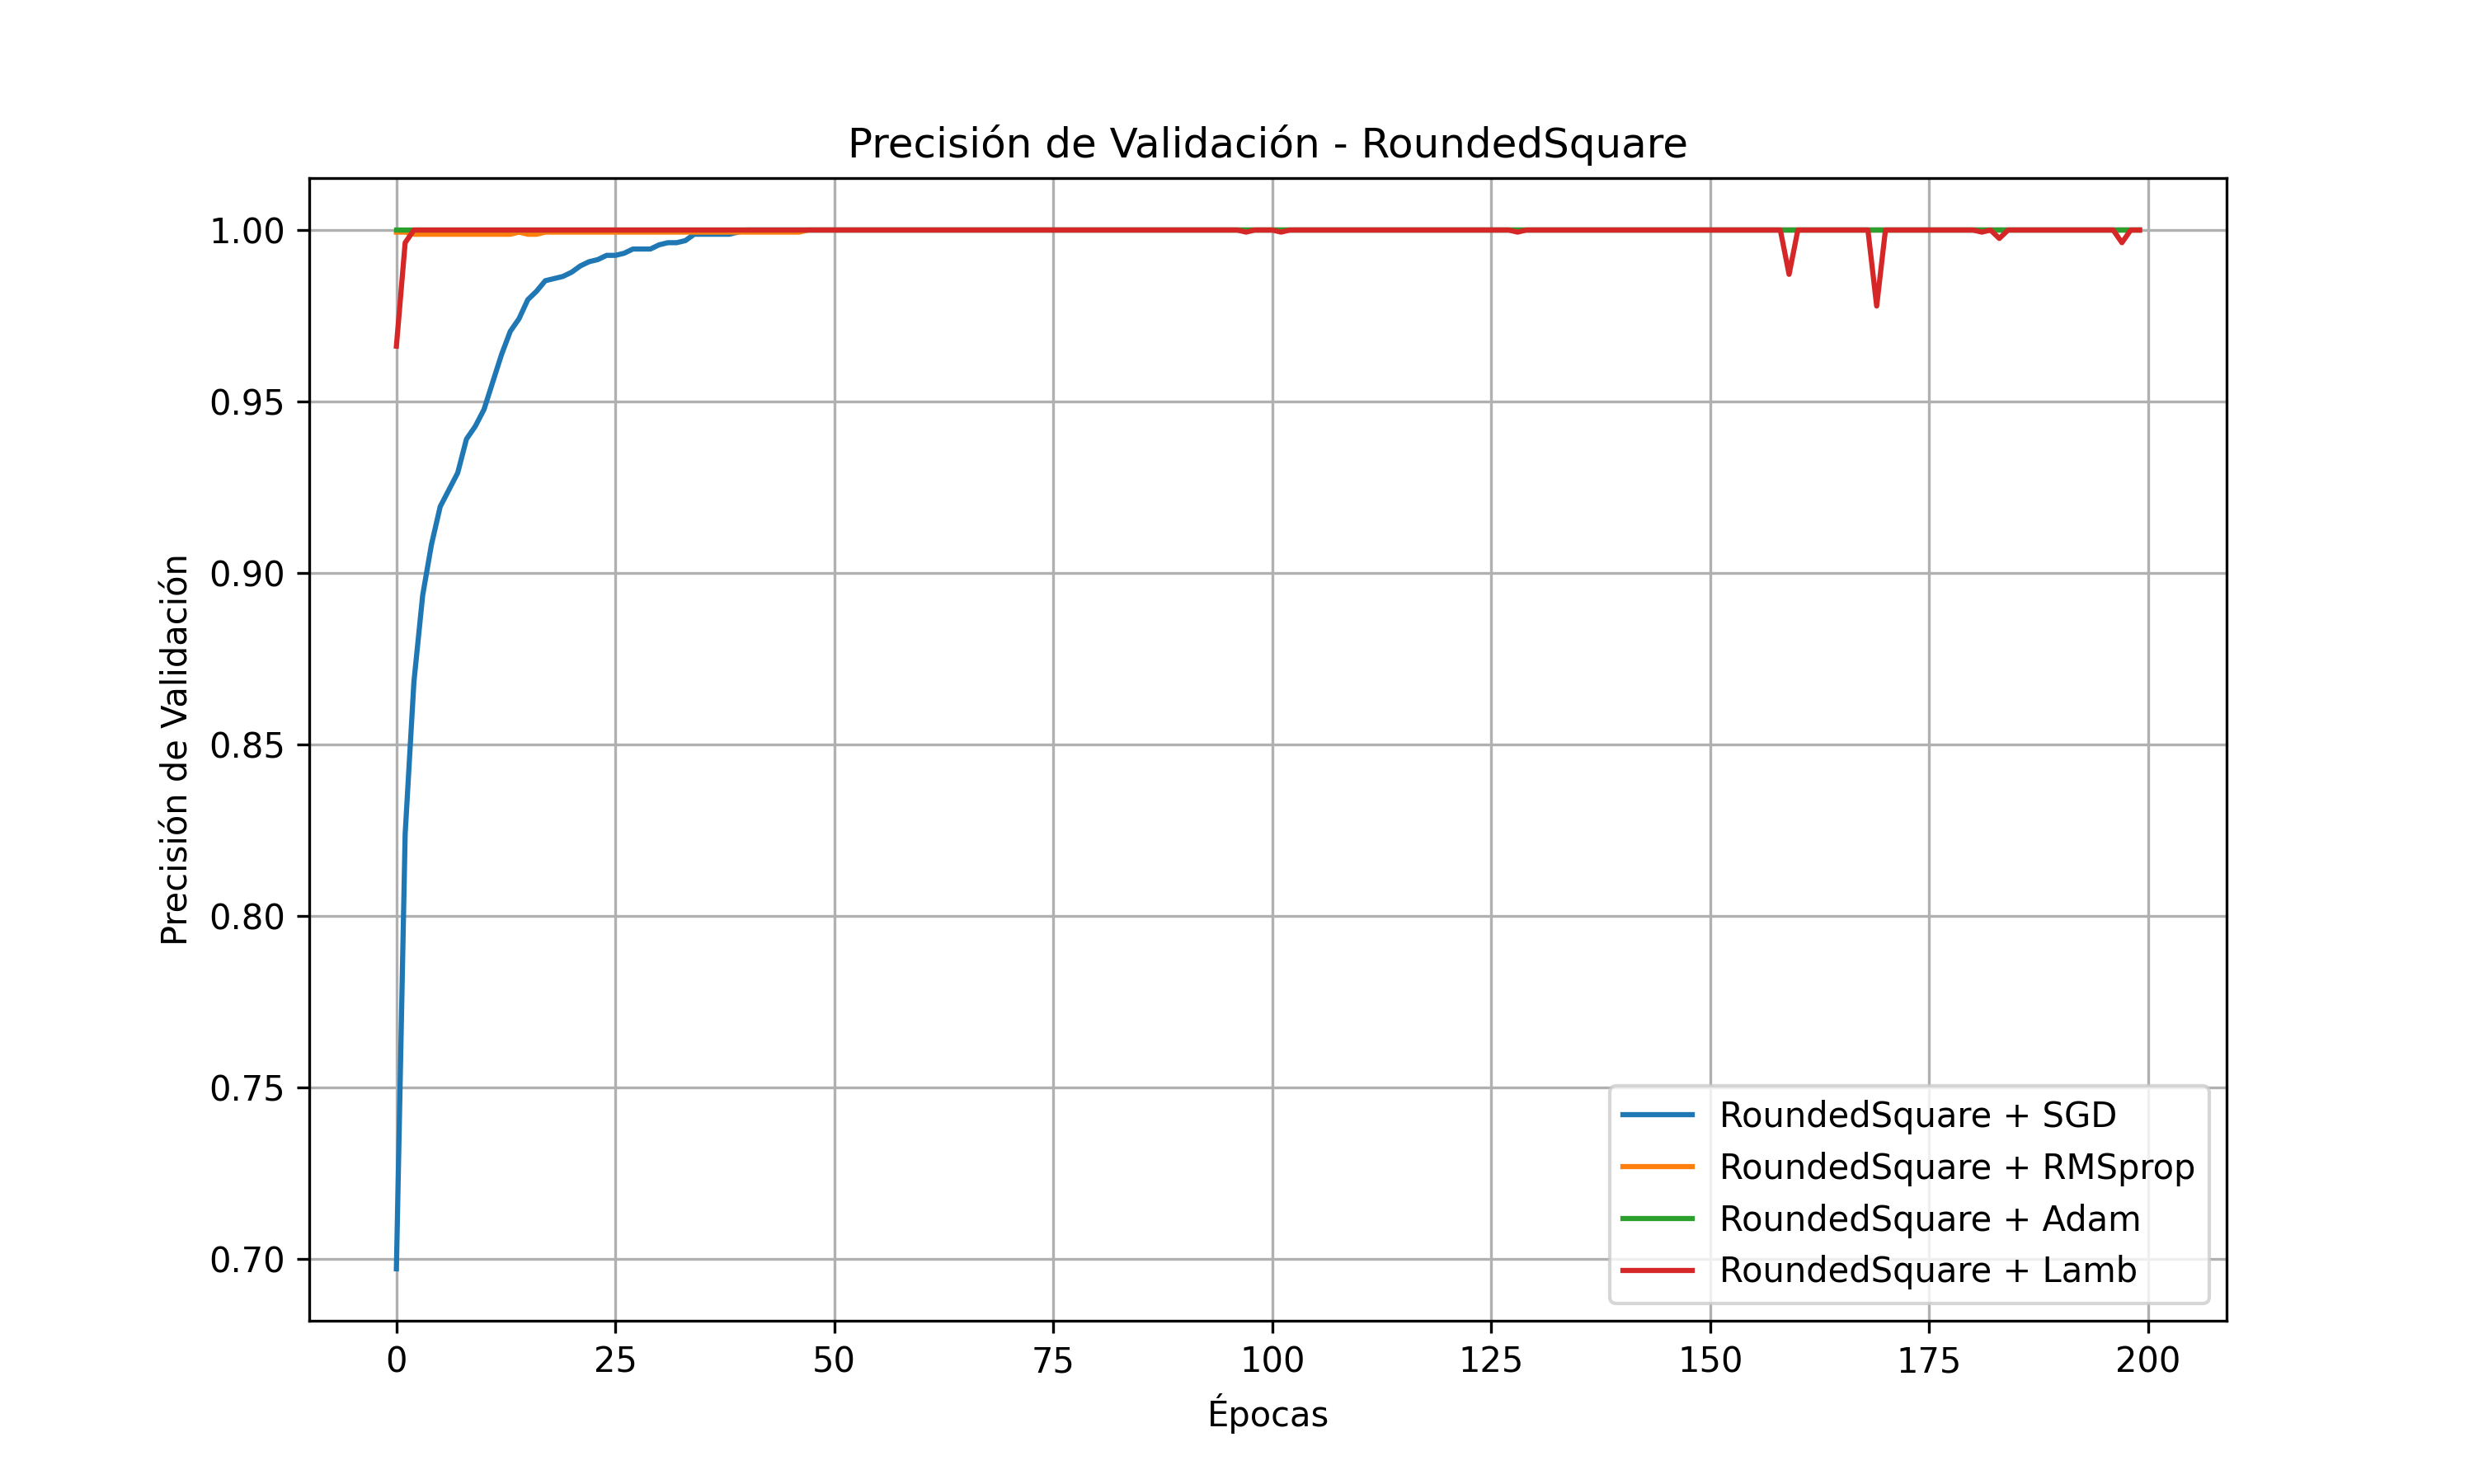 Precisión de Validación - RoundedSquare
Precisión de Validación
1.00
0.95
0.90
0.85
0.80
0.75
0.70
RoundedSquare + SGD
RoundedSquare + RMSprop
RoundedSquare + Adam
RoundedSquare + Lamb
0 25 50 75 100 125 150 175 200
Épocas